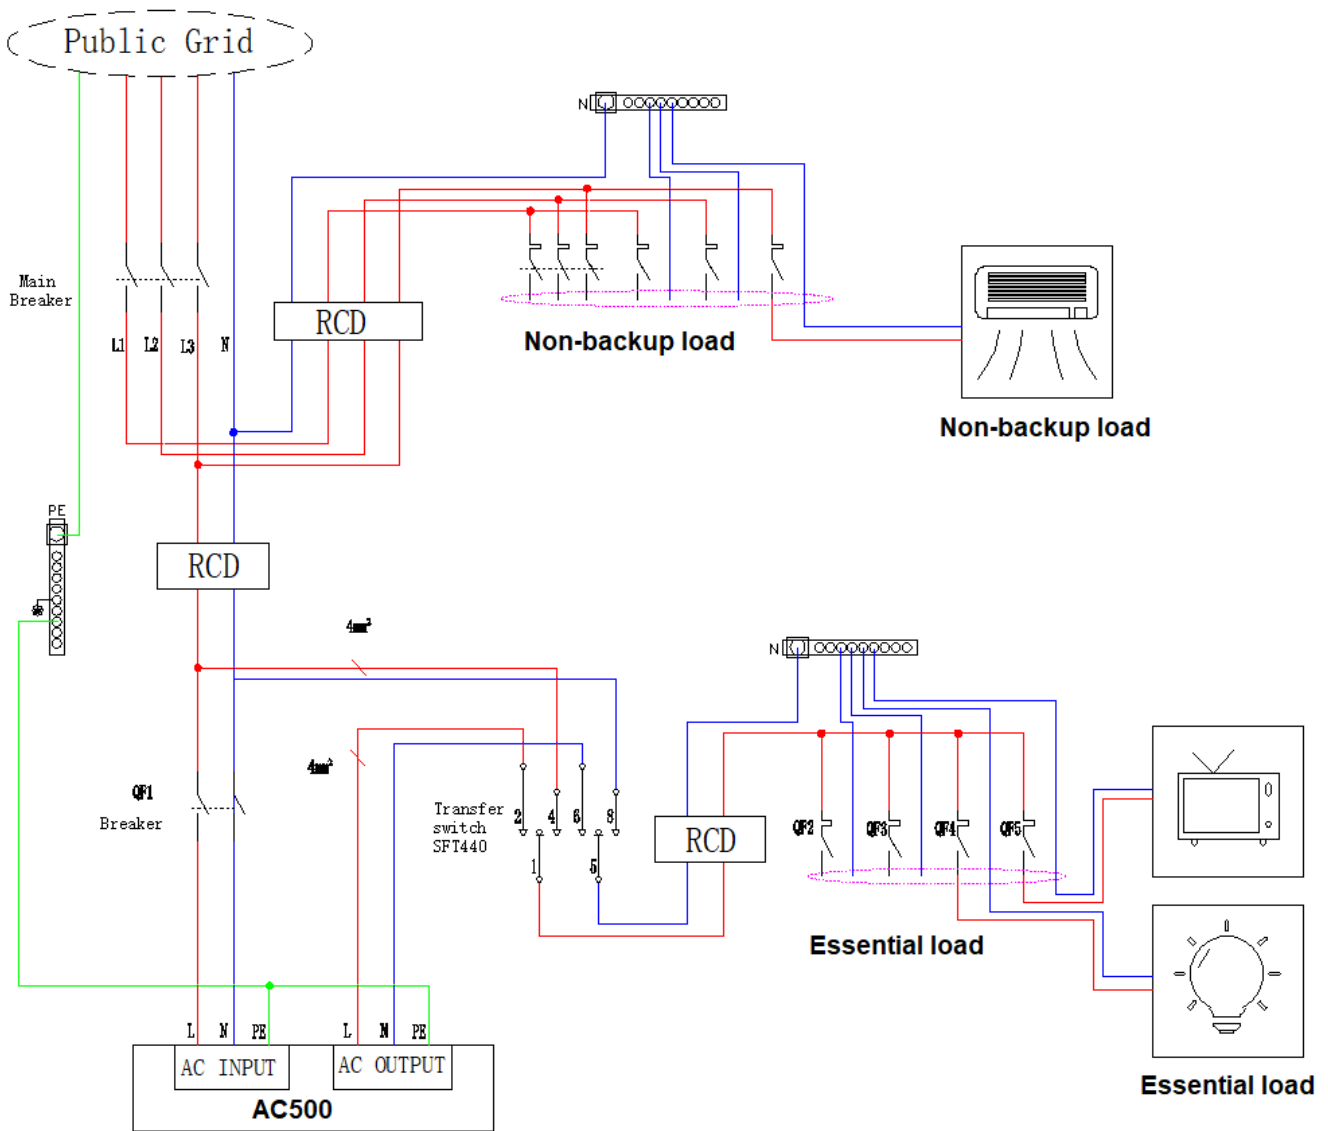 Public Grid
N
Main
Breaker
RCD
L1
L2
L3
N
Non-backup load
Non-backup load
PE
RCD
4mm²
N
4mm²
QF1
Breaker
Transfer
switch
SFT440
2
4
6
8
1
5
RCD
QF2
QF3
QF4
QF5
Essential load
L
N
PE
L
N
PE
AC INPUT
AC OUTPUT
AC500
Essential load